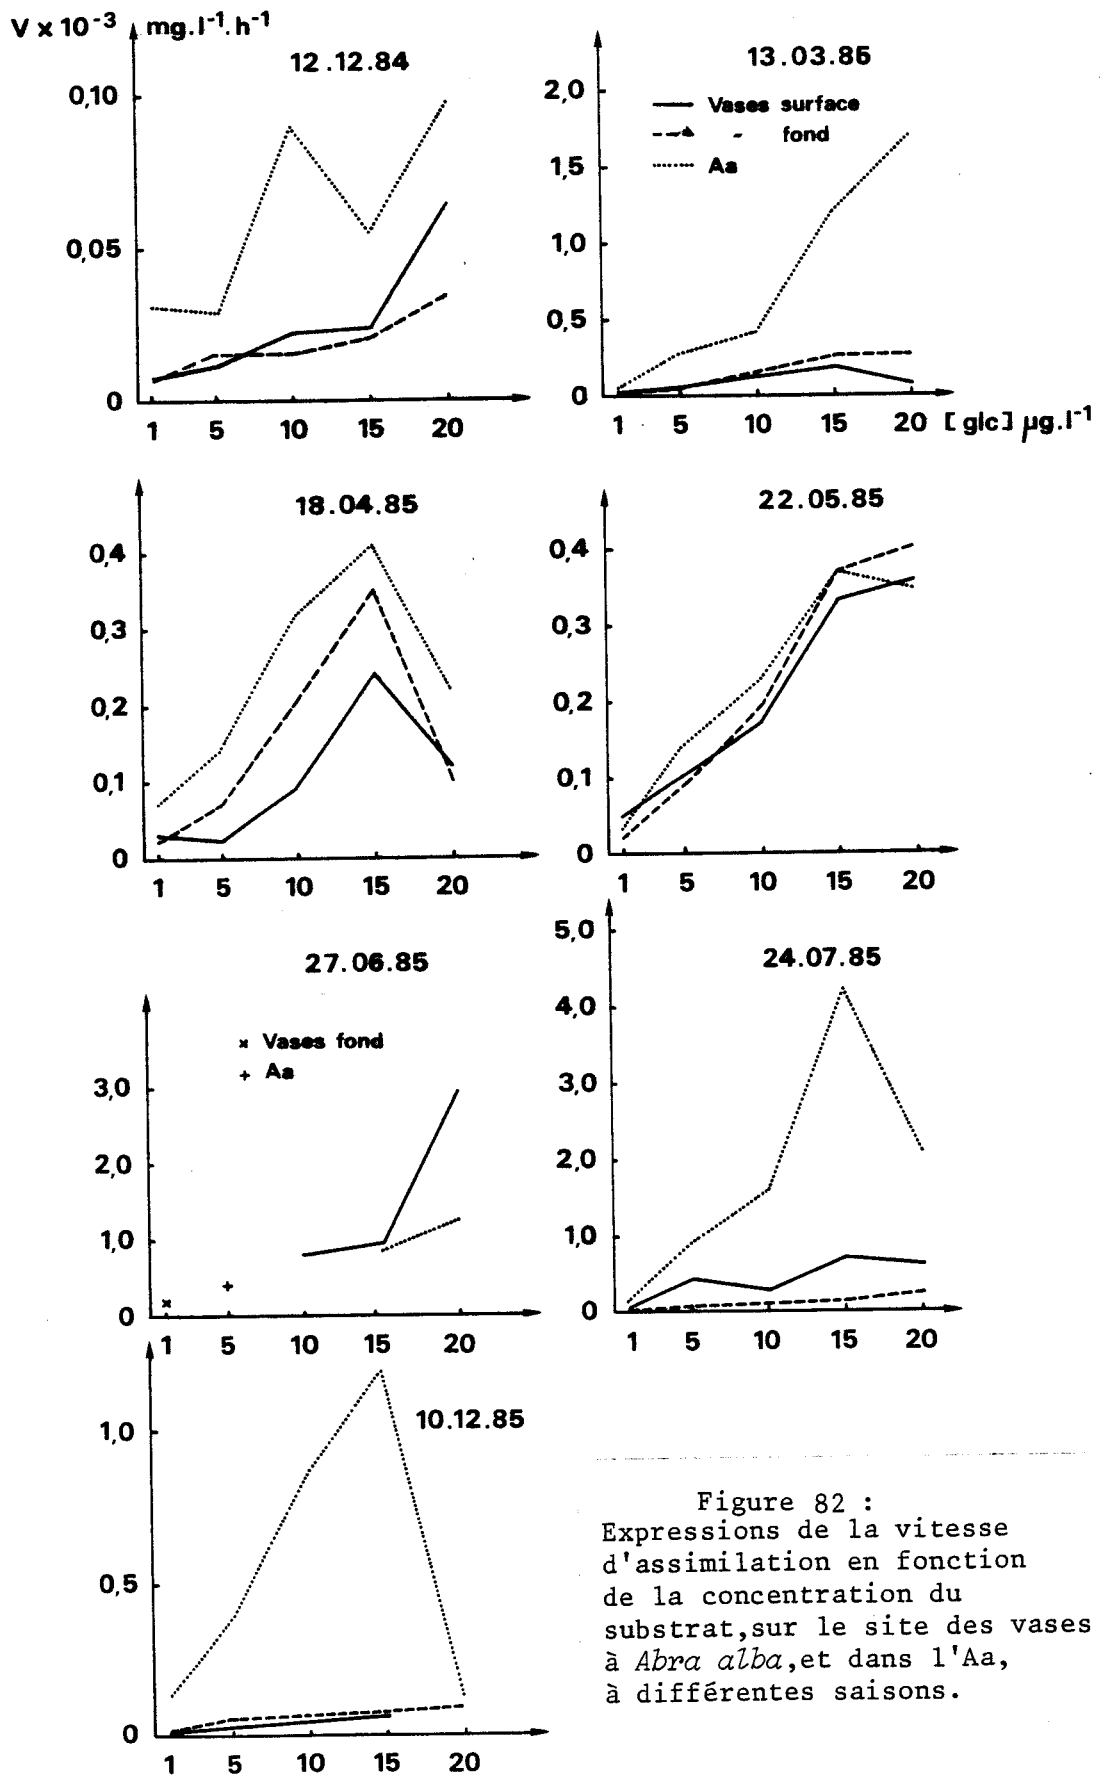 V x 10⁻³ mg.l⁻¹.h⁻¹
12.12.84
0,10
0,05
0
1 5 10 15 20
13.03.85
2,0
1,5
1,0
0,5
0
Vases surface
- fond
Aa
1 5 10 15 20 [glc] µg.l⁻¹
18.04.85
0,4
0,3
0,2
0,1
0
1 5 10 15 20
22.05.85
0,4
0,3
0,2
0,1
0
1 5 10 15 20
27.06.85
x Vases fond
+ Aa
3,0
2,0
1,0
0
1 5 10 15 20
24.07.85
5,0
4,0
3,0
2,0
1,0
0
1 5 10 15 20
10.12.85
1,0
0,5
0
1 5 10 15 20
Figure 82 :
Expressions de la vitesse
d'assimilation en fonction
de la concentration du
substrat,sur le site des vases
à Abra alba,et dans l'Aa,
à différentes saisons.